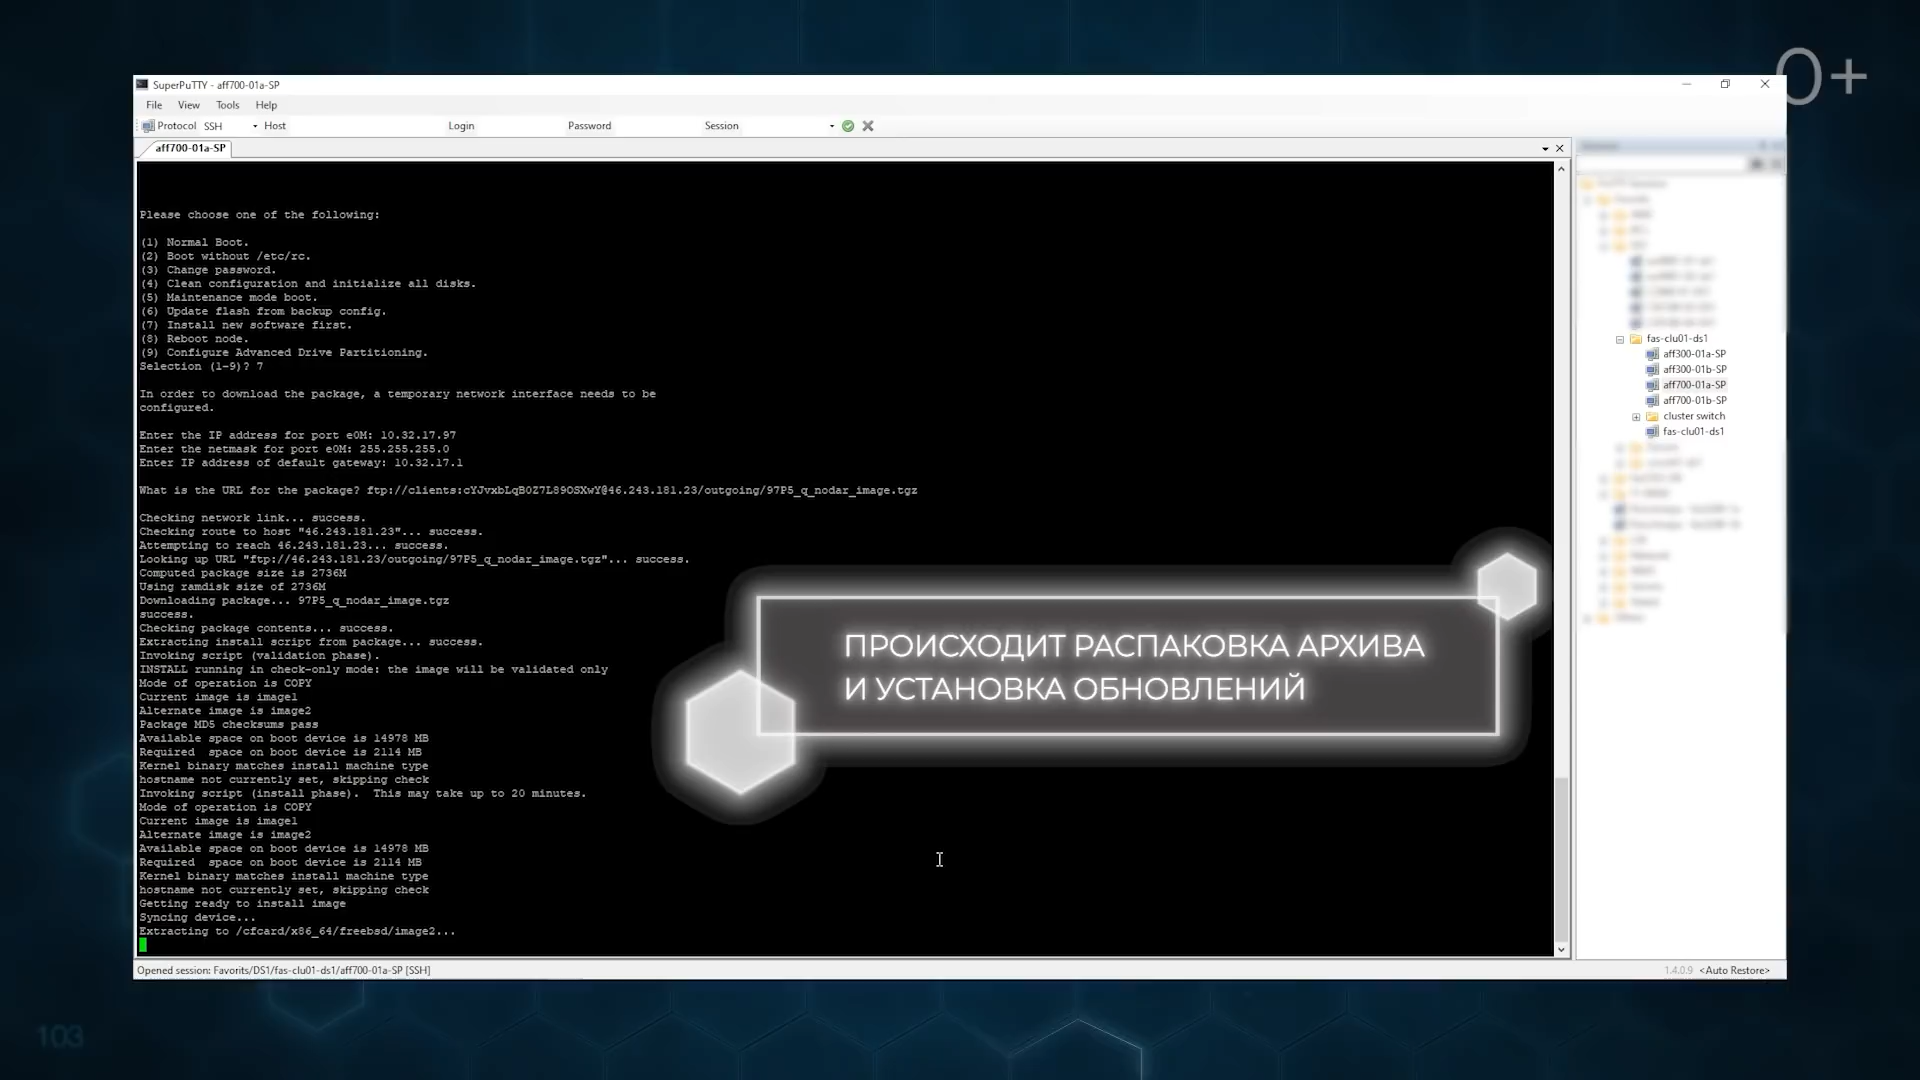 0+
SuperPuTTY - aff700-01a-SP
File View Tools Help
Protocol SSH Host Login Password Session
aff700-01a-SP
Please choose one of the following:
(1) Normal Boot.
(2) Boot without /etc/rc.
(3) Change password.
(4) Clean configuration and initialize all disks.
(5) Maintenance mode boot.
(6) Update flash from backup config.
(7) Install new software first.
(8) Reboot node.
(9) Configure Advanced Drive Partitioning.
Selection (1-9)? 7
In order to download the package, a temporary network interface needs to be
configured.
Enter the IP address for port e0M: 10.32.17.97
Enter the netmask for port e0M: 255.255.255.0
Enter IP address of default gateway: 10.32.17.1
What is the URL for the package? ftp://clients:cYJvxbLqB0Z7L89OSXwY@46.243.181.23/outgoing/97P5_q_nodar_image.tgz
Checking network link... success.
Checking route to host "46.243.181.23"... success.
Attempting to reach 46.243.181.23... success.
Looking up URL "ftp://46.243.181.23/outgoing/97P5_q_nodar_image.tgz"... success.
Computed package size is 2736M
Using ramdisk size of 2736M
Downloading package... 97P5_q_nodar_image.tgz
success.
Checking package contents... success.
Extracting install script from package... success.
Invoking script (validation phase).
INSTALL running in check-only mode: the image will be validated only
Mode of operation is COPY
Current image is image1
Alternate image is image2
Package MD5 checksums pass
Available space on boot device is 14978 MB
Required  space on boot device is 2114 MB
Kernel binary matches install machine type
hostname not currently set, skipping check
Invoking script (install phase).  This may take up to 20 minutes.
Mode of operation is COPY
Current image is image1
Alternate image is image2
Available space on boot device is 14978 MB
Required  space on boot device is 2114 MB
Kernel binary matches install machine type
hostname not currently set, skipping check
Getting ready to install image
Syncing device...
Extracting to /cfcard/x86_64/freebsd/image2...
ПРОИСХОДИТ РАСПАКОВКА АРХИВА
И УСТАНОВКА ОБНОВЛЕНИЙ
fas-clu01-ds1
aff300-01a-SP
aff300-01b-SP
aff700-01a-SP
aff700-01b-SP
cluster switch
fas-clu01-ds1
Opened session: Favorits/DS1/fas-clu01-ds1/aff700-01a-SP [SSH]
1.4.0.9 <Auto Restore>
103